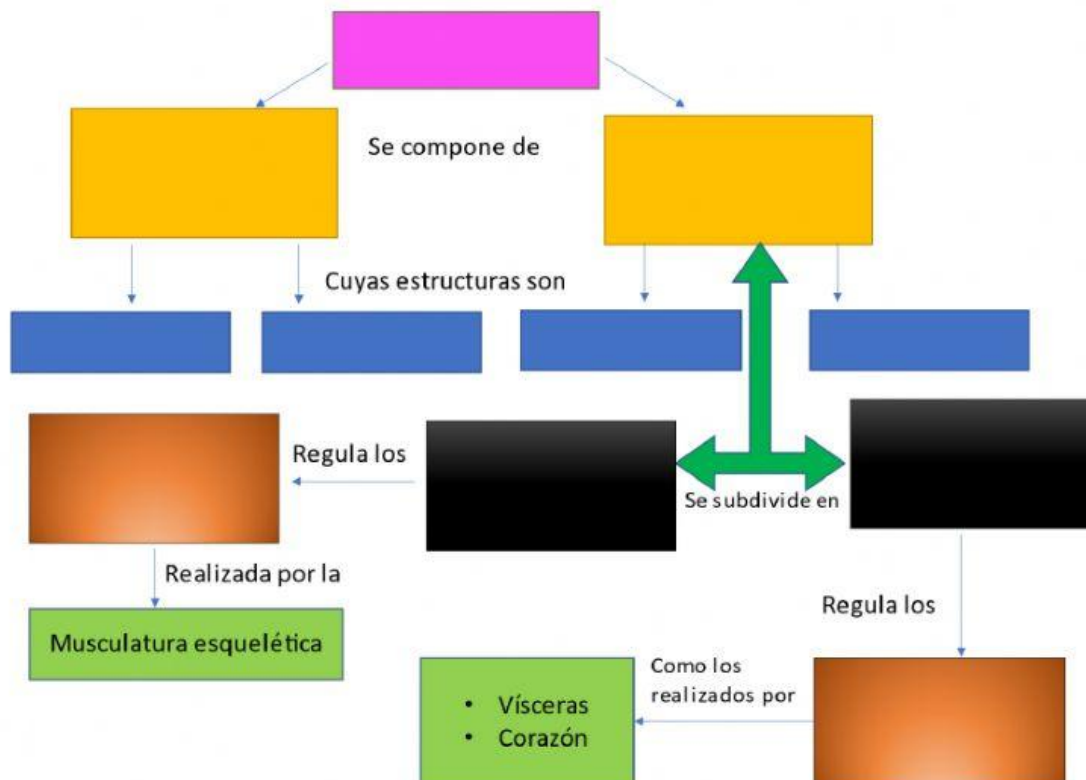 Se compone de
Cuyas estructuras son
Regula los
Se subdivide en
Realizada por la
Regula los
Musculatura esquelética
Como los
realizados por
• Vísceras
• Corazón